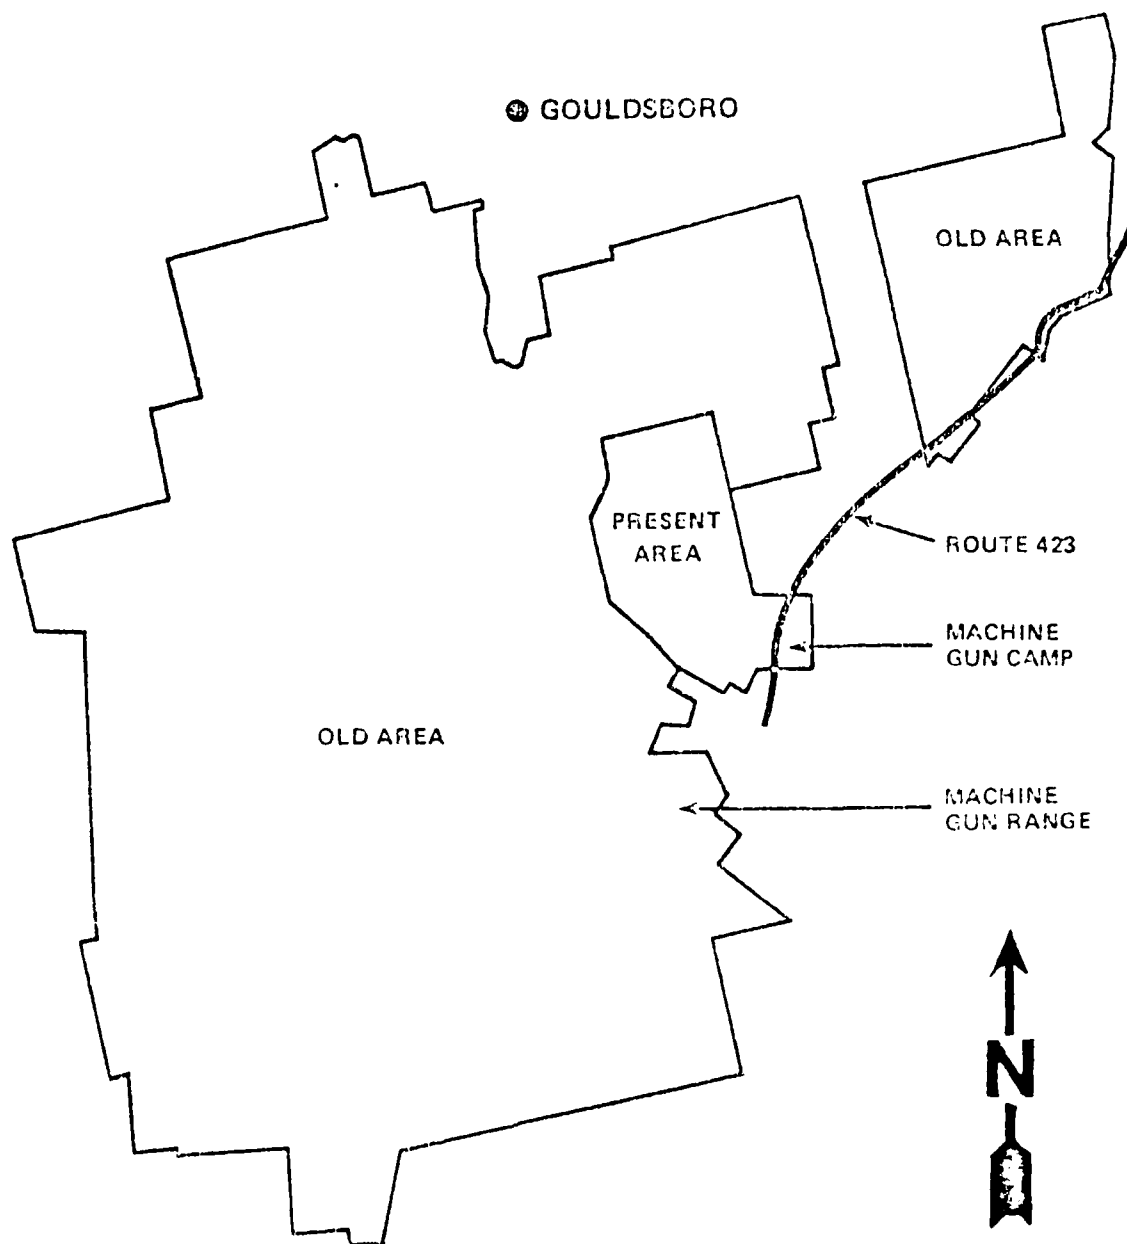 GOULDSBORO
OLD AREA
PRESENT
AREA
ROUTE 423
MACHINE
GUN CAMP
OLD AREA
MACHINE
GUN RANGE
N